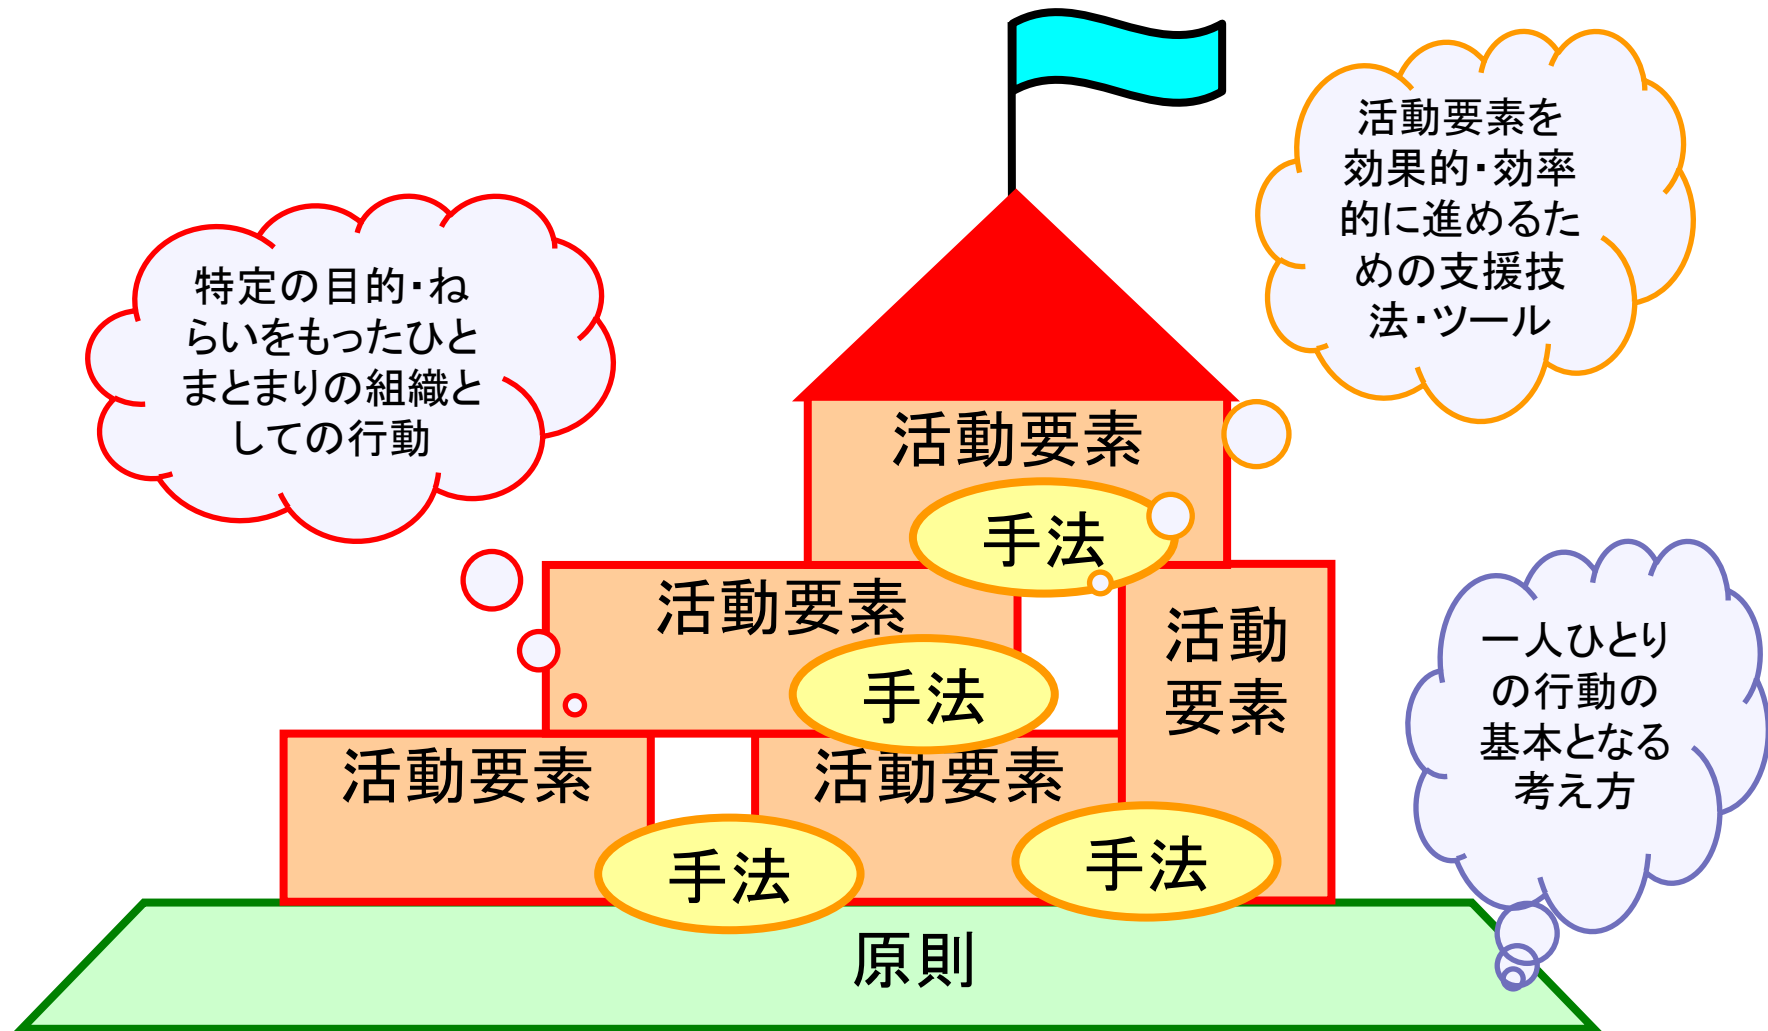 活動要素を
効果的・効率
的に進めるた
めの支援技
法・ツール
特定の目的・ね
らいをもったひと
まとまりの組織と
しての行動
活動要素
手法
活動要素
手法
活動
要素
一人ひとり
の行動の
基本となる
考え方
活動要素
活動要素
手法
手法
原則